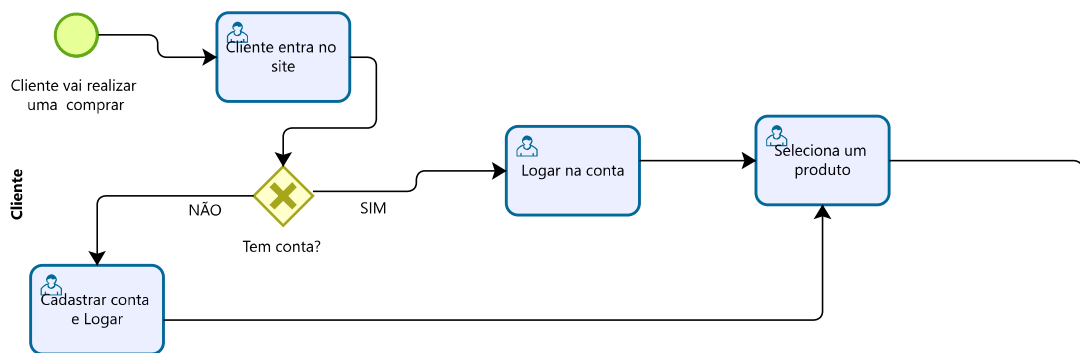 Cliente entra no
site
Cliente vai realizar
uma comprar
Cliente
Tem conta?
NÃO
SIM
Logar na conta
Seleciona um
produto
Cadastrar conta
e Logar